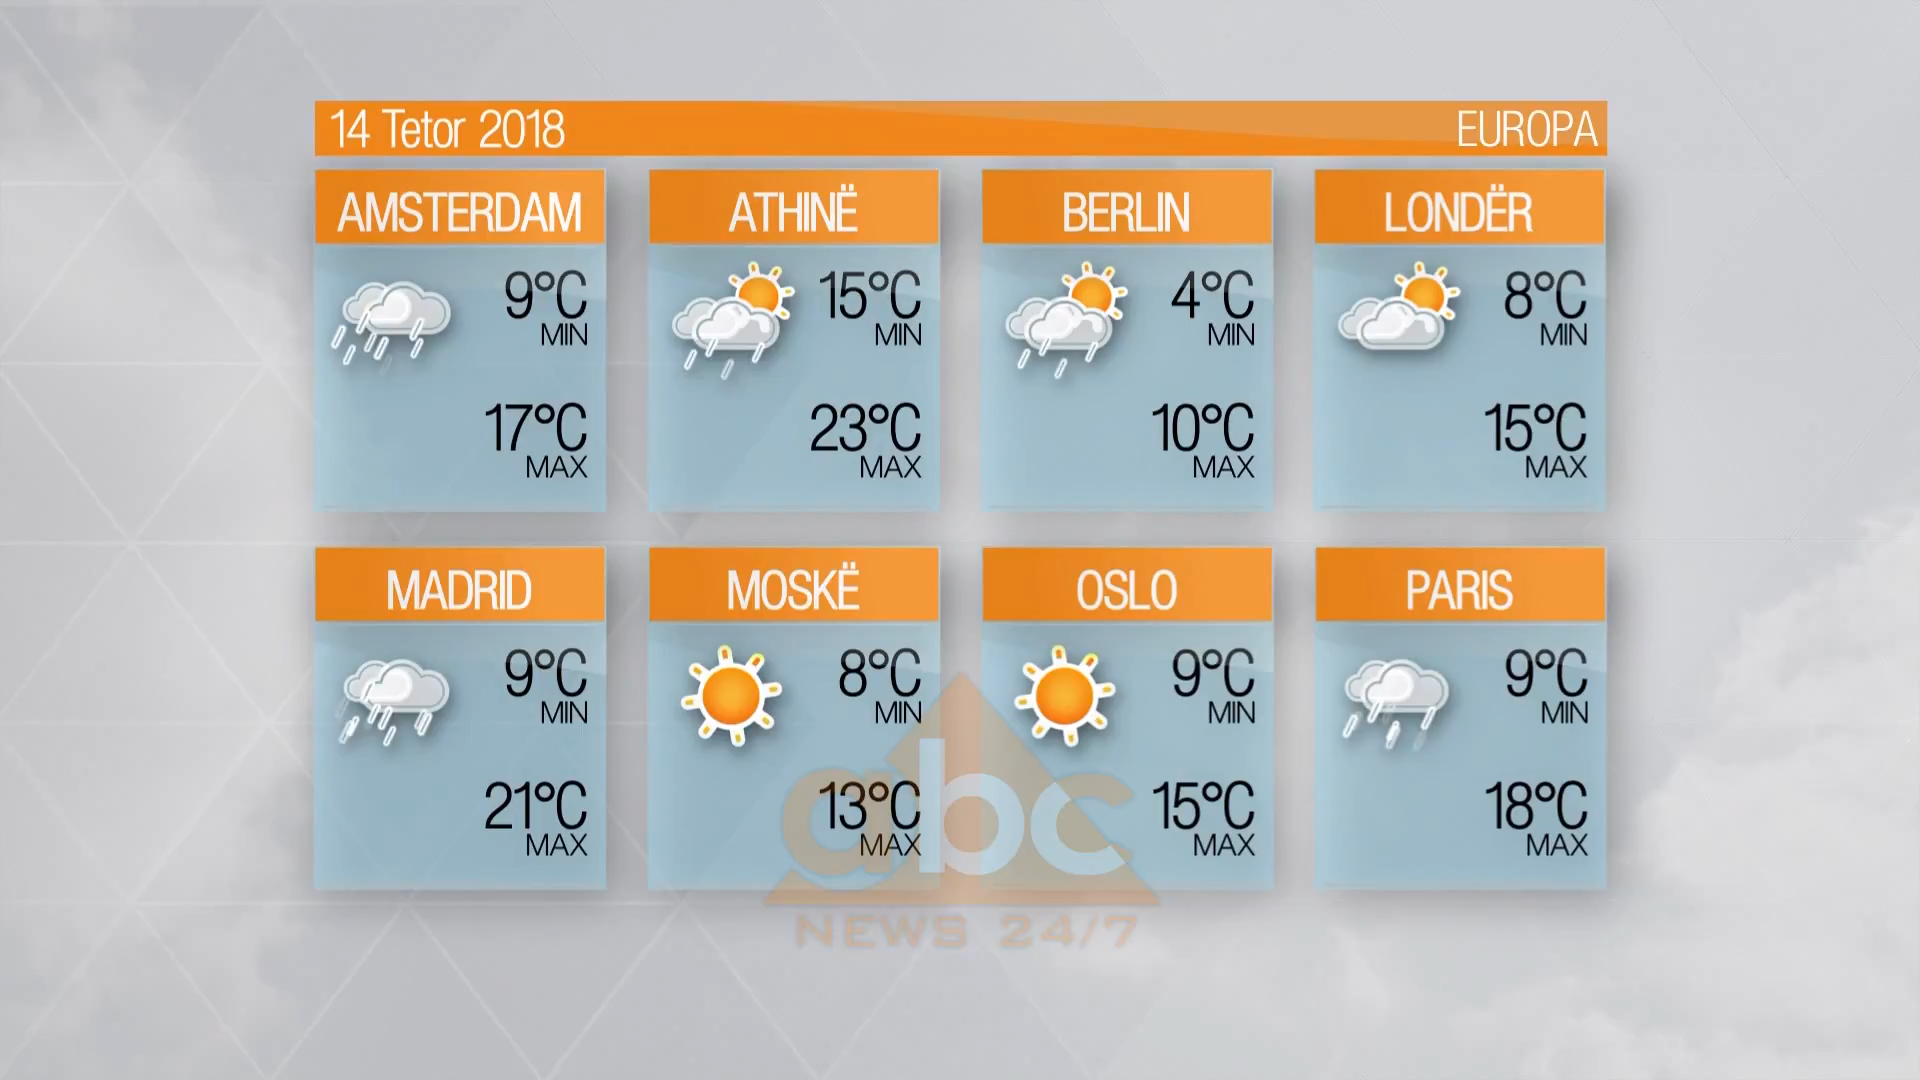 14 Tetor 2018 EUROPA
AMSTERDAM
9°C
MIN
17°C
MAX
ATHINË
15°C
MIN
23°C
MAX
BERLIN
4°C
MIN
10°C
MAX
LONDËR
8°C
MIN
15°C
MAX
MADRID
9°C
MIN
21°C
MAX
MOSKË
8°C
MIN
13°C
MAX
OSLO
9°C
MIN
15°C
MAX
PARIS
9°C
MIN
18°C
MAX
abc
NEWS 24/7